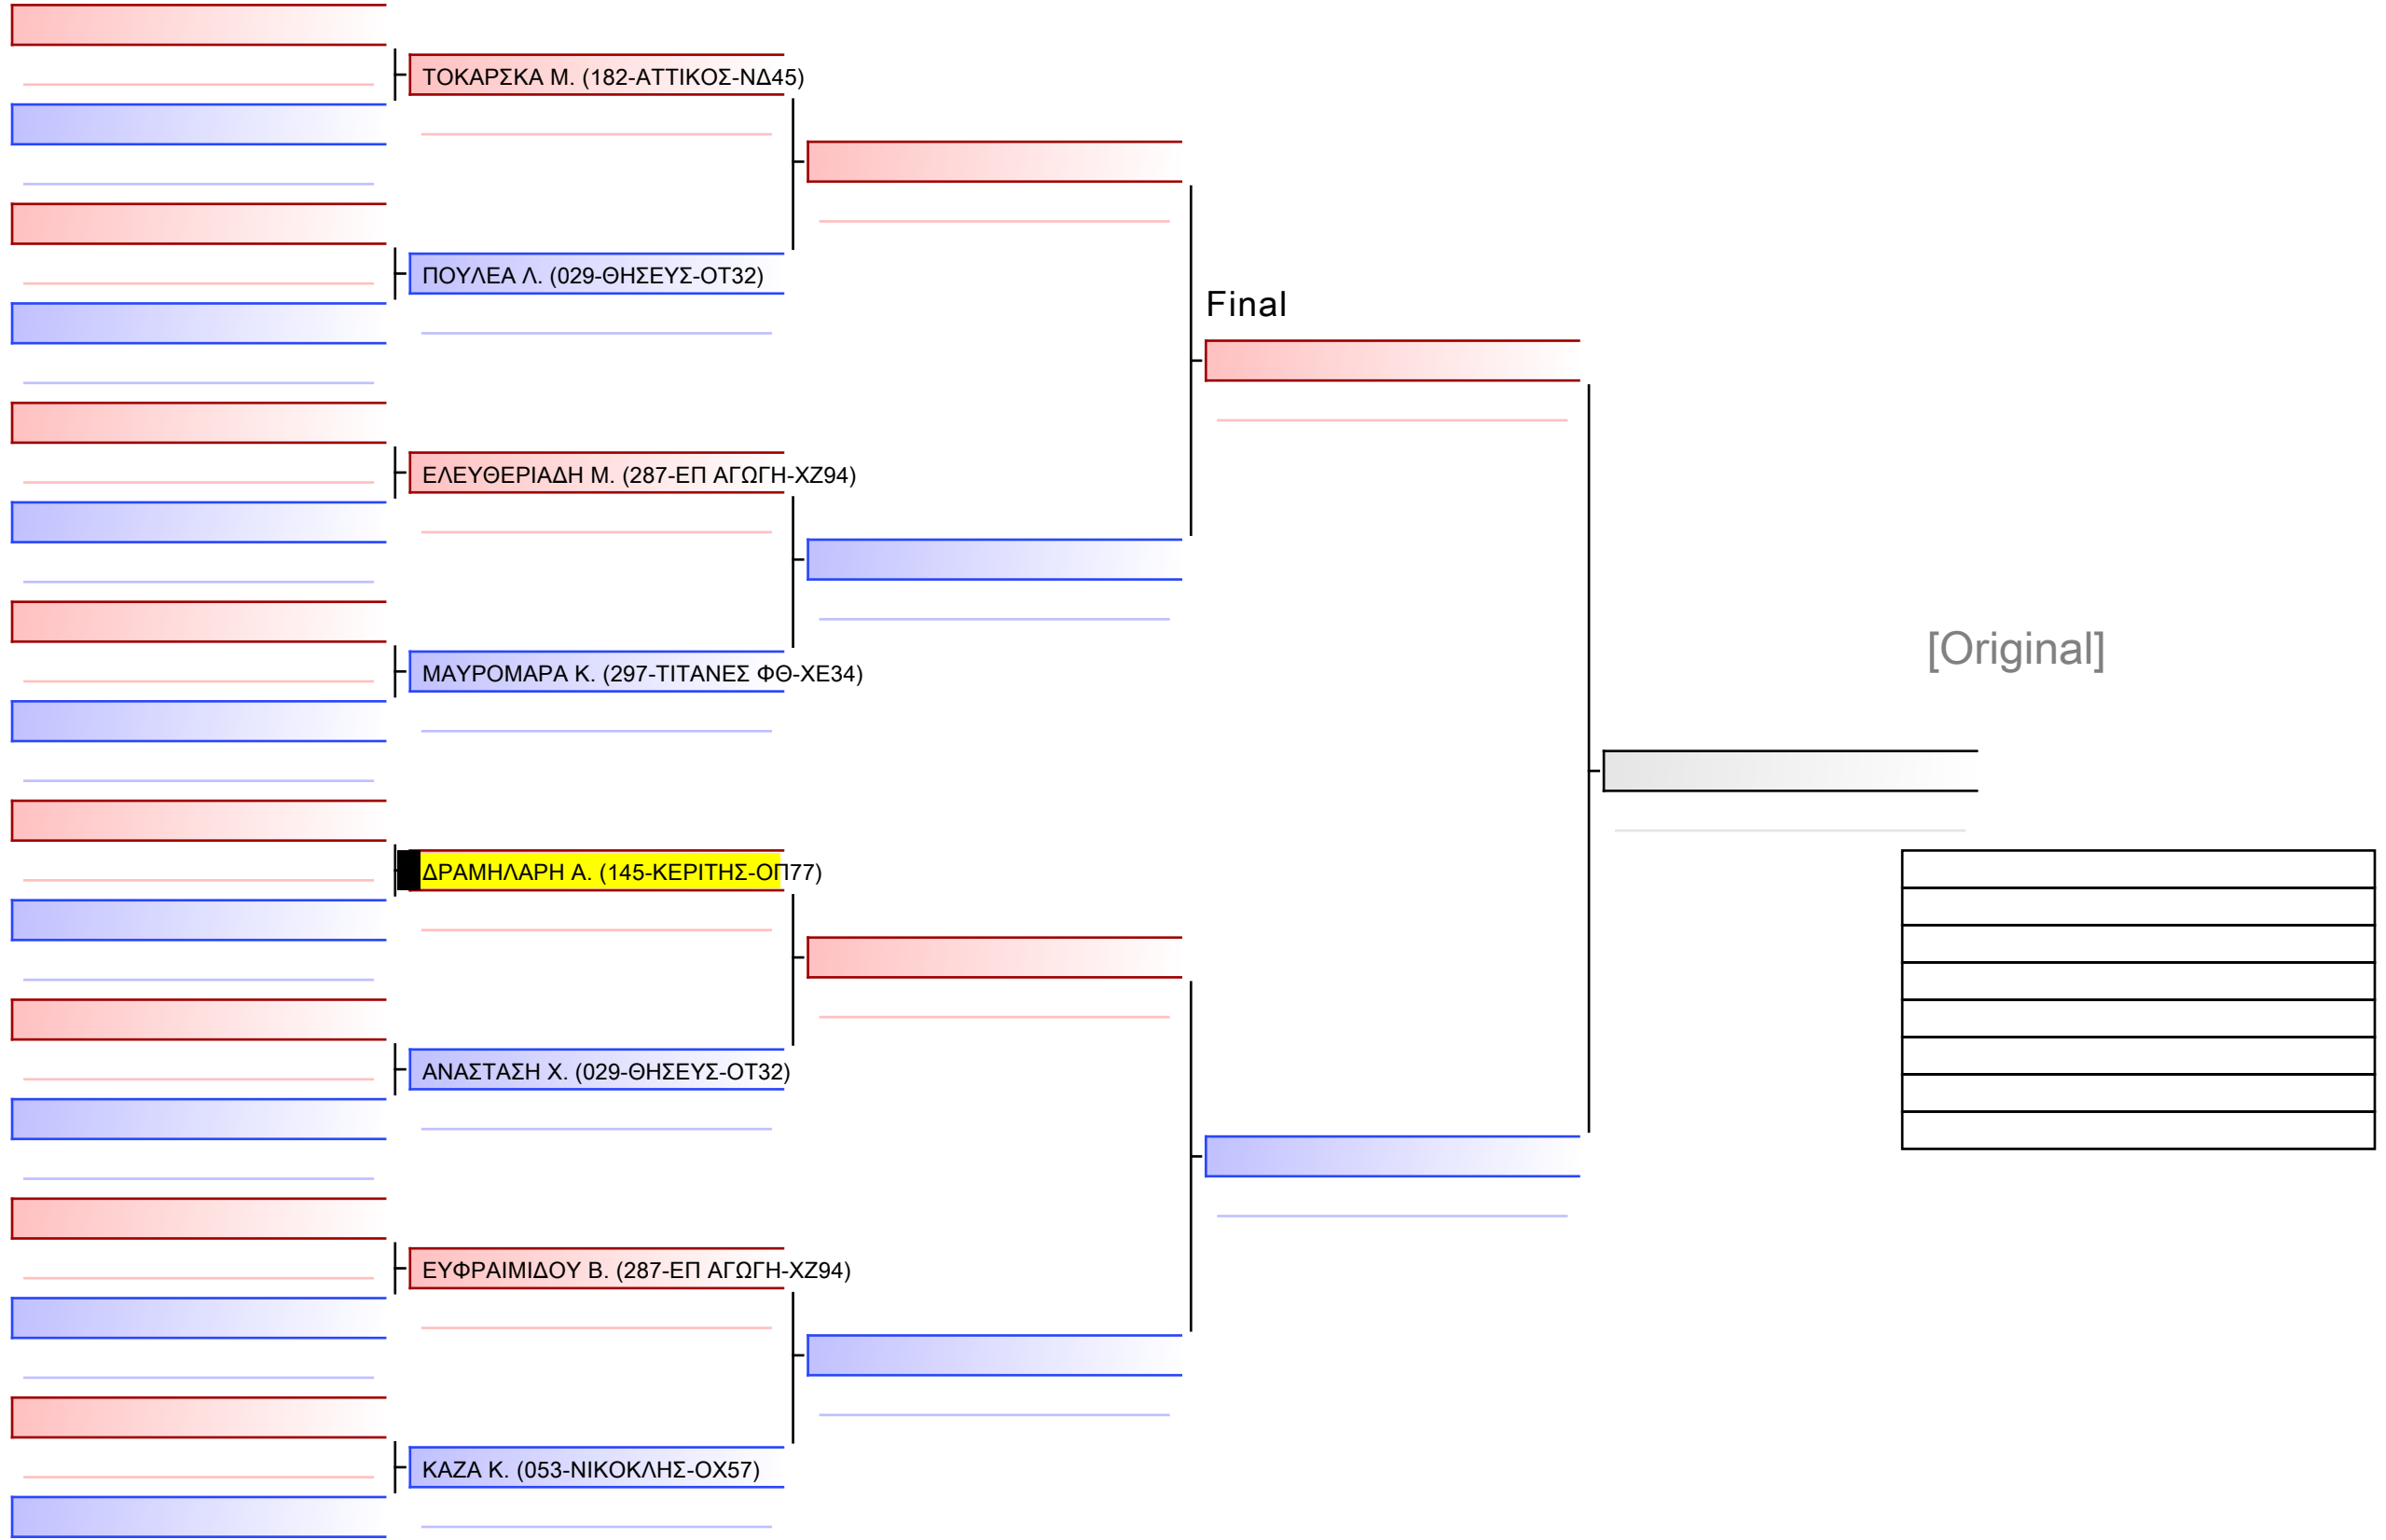 ΤΟΚΑΡΣΚΑ Μ. (182-ΑΤΤΙΚΟΣ-ΝΔ45)
ΠΟΥΛΕΑ Λ. (029-ΘΗΣΕΥΣ-ΟΤ32)
Final
ΕΛΕΥΘΕΡΙΑΔΗ Μ. (287-ΕΠ ΑΓΩΓΗ-ΧΖ94)
[Original]
ΜΑΥΡΟΜΑΡΑ Κ. (297-ΤΙΤΑΝΕΣ ΦΘ-ΧΕ34)
ΔΡΑΜΗΛΑΡΗ Α. (145-ΚΕΡΙΤΗΣ-ΟΠ77)
ΑΝΑΣΤΑΣΗ Χ. (029-ΘΗΣΕΥΣ-ΟΤ32)
ΕΥΦΡΑΙΜΙΔΟΥ Β. (287-ΕΠ ΑΓΩΓΗ-ΧΖ94)
ΚΑΖΑ Κ. (053-ΝΙΚΟΚΛΗΣ-ΟΧ57)